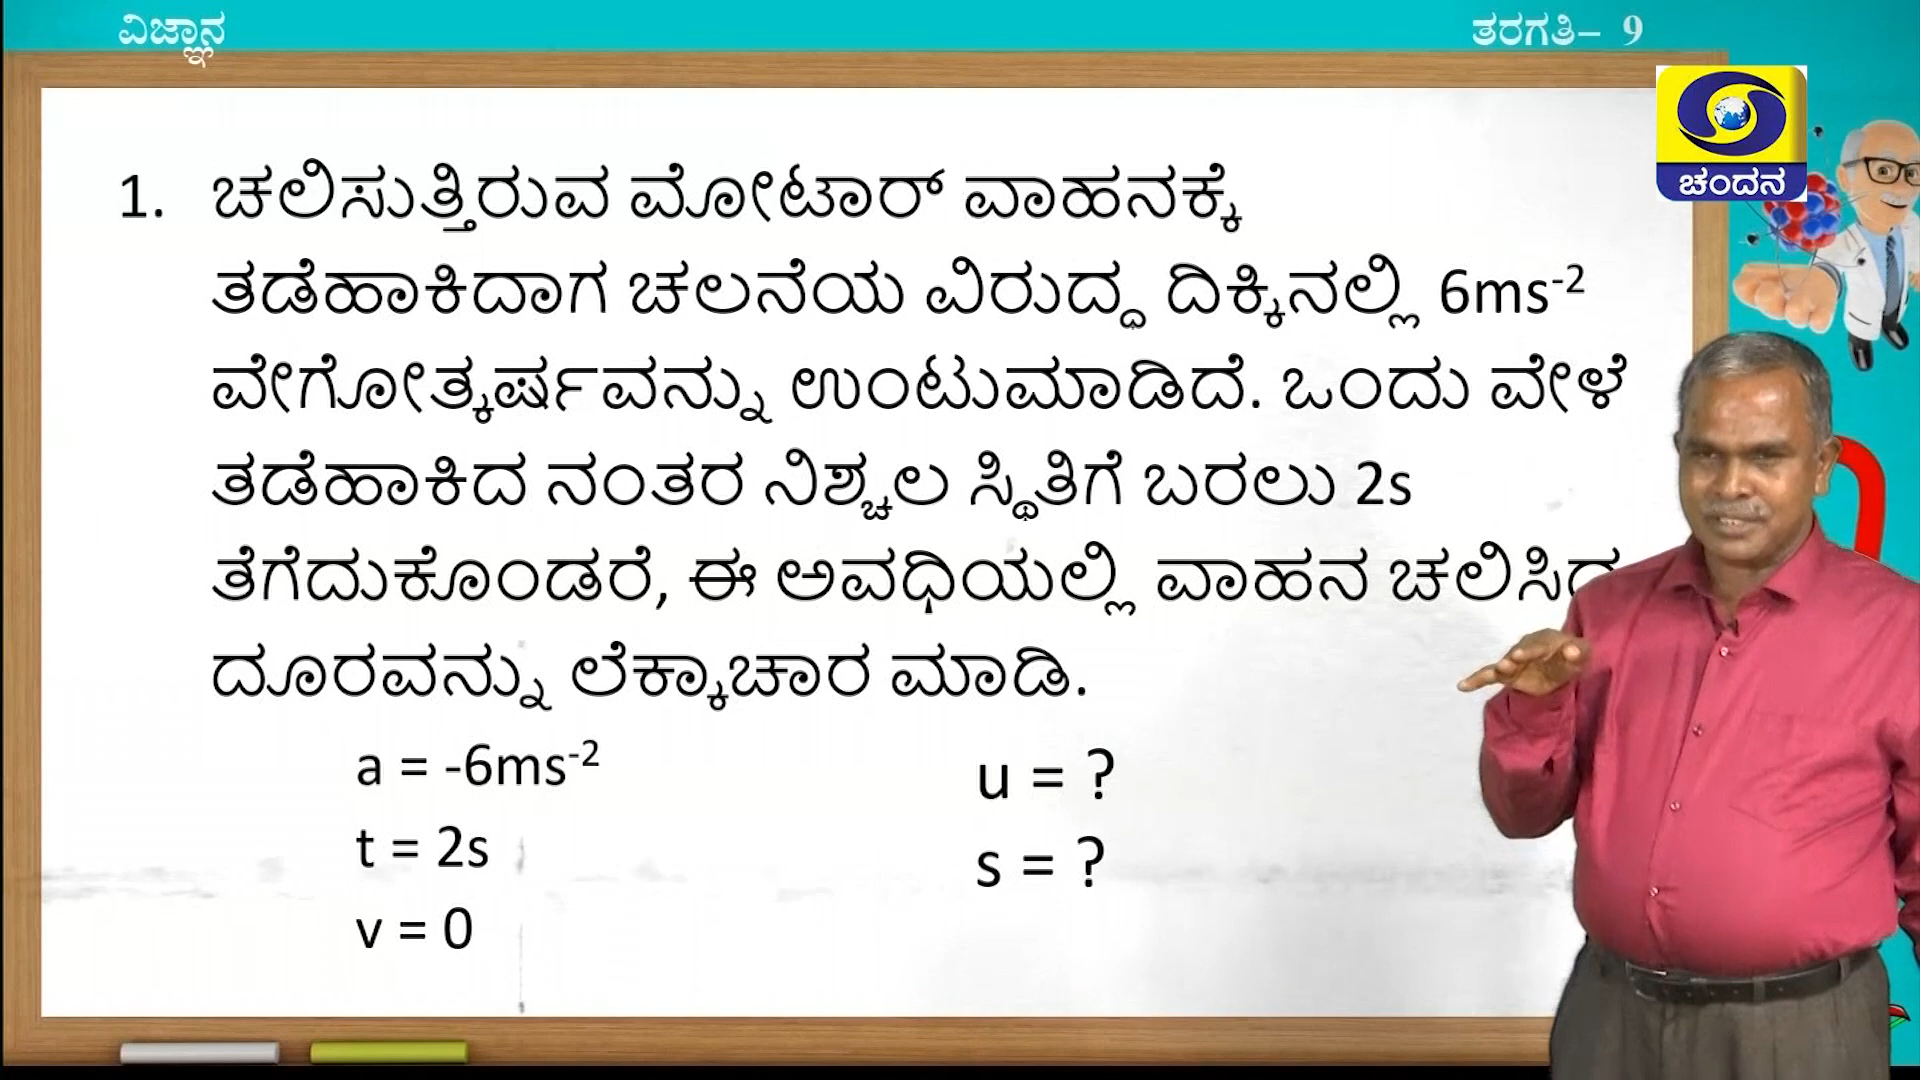 ವಿಜ್ಞಾನ
ತರಗತಿ– 9
ಚಂದನ
1. ಚಲಿಸುತ್ತಿರುವ ಮೋಟಾರ್ ವಾಹನಕ್ಕೆ
ತಡೆಹಾಕಿದಾಗ ಚಲನೆಯ ವಿರುದ್ಧ ದಿಕ್ಕಿನಲ್ಲಿ 6ms⁻²
ವೇಗೋತ್ಕರ್ಷವನ್ನು ಉಂಟುಮಾಡಿದೆ. ಒಂದು ವೇಳೆ
ತಡೆಹಾಕಿದ ನಂತರ ನಿಶ್ಚಲ ಸ್ಥಿತಿಗೆ ಬರಲು 2s
ತೆಗೆದುಕೊಂಡರೆ, ಈ ಅವಧಿಯಲ್ಲಿ ವಾಹನ ಚಲಿಸಿದ
ದೂರವನ್ನು ಲೆಕ್ಕಾಚಾರ ಮಾಡಿ.
a = -6ms⁻²
u = ?
t = 2s
s = ?
v = 0